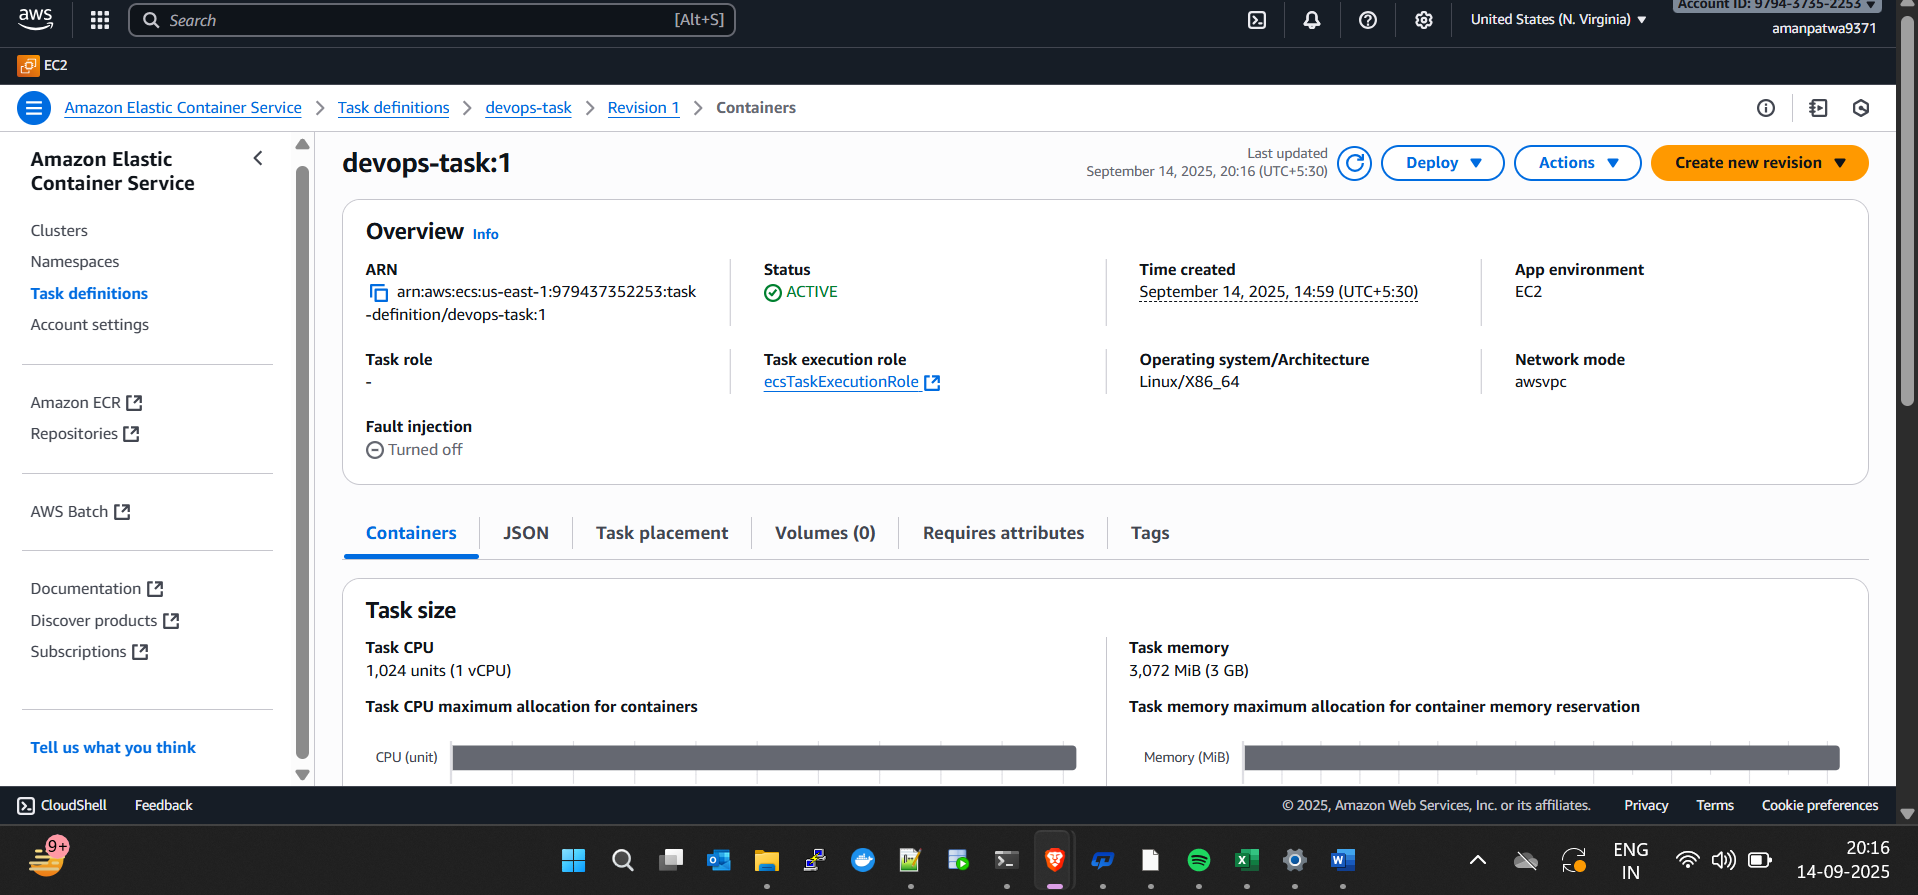 aws
Search
[Alt+S]
United States (N. Virginia)
Account ID: 9794-3735-2253
amanpatwa9371
EC2
Amazon Elastic Container Service
Task definitions
devops-task
Revision 1
Containers
Amazon Elastic
Container Service
Clusters
Namespaces
Task definitions
Account settings
Amazon ECR
Repositories
AWS Batch
Documentation
Discover products
Subscriptions
Tell us what you think
devops-task:1
Last updated
September 14, 2025, 20:16 (UTC+5:30)
Deploy
Actions
Create new revision
Overview Info
ARN
arn:aws:ecs:us-east-1:979437352253:task
-definition/devops-task:1
Status
ACTIVE
Time created
September 14, 2025, 14:59 (UTC+5:30)
App environment
EC2
Task role
-
Task execution role
ecsTaskExecutionRole
Operating system/Architecture
Linux/X86_64
Network mode
awsvpc
Fault injection
Turned off
Containers
JSON
Task placement
Volumes (0)
Requires attributes
Tags
Task size
Task CPU
1,024 units (1 vCPU)
Task CPU maximum allocation for containers
CPU (unit)
Task memory
3,072 MiB (3 GB)
Task memory maximum allocation for container memory reservation
Memory (MiB)
CloudShell
Feedback
© 2025, Amazon Web Services, Inc. or its affiliates.
Privacy
Terms
Cookie preferences
9+
ENG
IN
20:16
14-09-2025